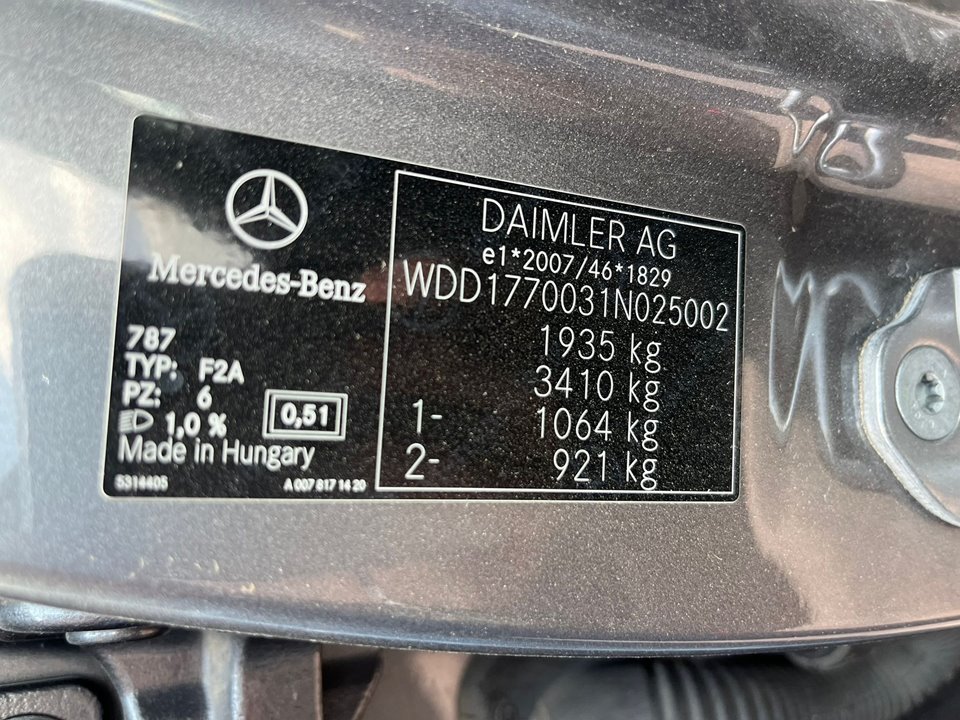 Mercedes-Benz
787
TYP: F2A
PZ: 6
1,0 %
0,51
Made in Hungary
5314405
A 007 817 14 20
DAIMLER AG
e1*2007/46*1829
WDD1770031N025002
1935 kg
3410 kg
1- 1064 kg
2- 921 kg